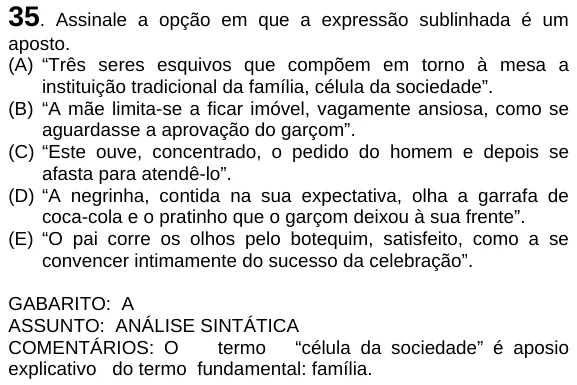 35. Assinale a opção em que a expressão sublinhada é um
aposto.
(A) “Três seres esquivos que compõem em torno à mesa a
instituição tradicional da família, célula da sociedade”.
(B) “A mãe limita-se a ficar imóvel, vagamente ansiosa, como se
aguardasse a aprovação do garçom”.
(C) “Este ouve, concentrado, o pedido do homem e depois se
afasta para atendê-lo”.
(D) “A negrinha, contida na sua expectativa, olha a garrafa de
coca-cola e o pratinho que o garçom deixou à sua frente”.
(E) “O pai corre os olhos pelo botequim, satisfeito, como a se
convencer intimamente do sucesso da celebração”.
GABARITO: A
ASSUNTO: ANÁLISE SINTÁTICA
COMENTÁRIOS: O termo “célula da sociedade” é aposio
explicativo do termo fundamental: família.